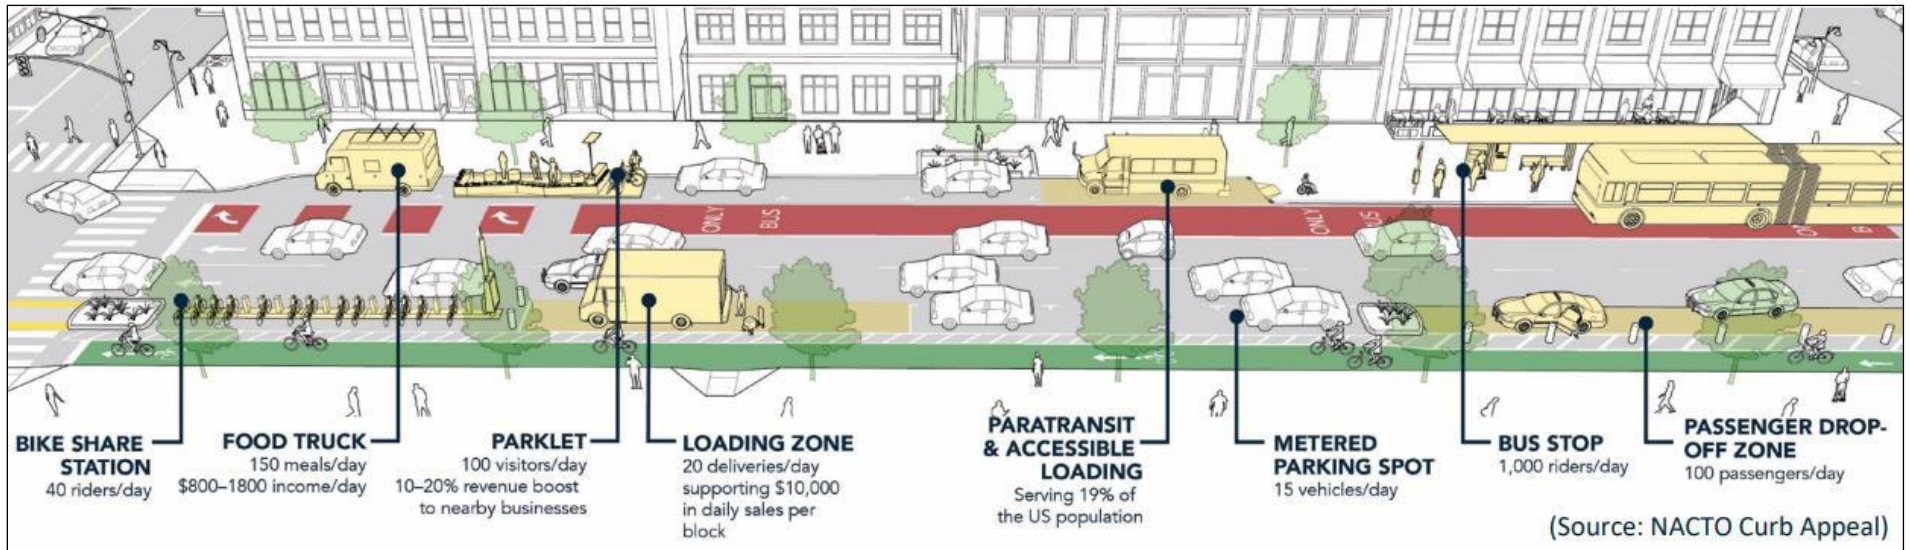 ONLY
BUS
ONLY
BUS
BIKE SHARE
STATION
40 riders/day
FOOD TRUCK
150 meals/day
$800–1800 income/day
PARKLET
100 visitors/day
10–20% revenue boost
to nearby businesses
LOADING ZONE
20 deliveries/day
supporting $10,000
in daily sales per
block
PARATRANSIT
& ACCESSIBLE
LOADING
Serving 19% of
the US population
METERED
PARKING SPOT
15 vehicles/day
BUS STOP
1,000 riders/day
PASSENGER DROP-
OFF ZONE
100 passengers/day
(Source: NACTO Curb Appeal)